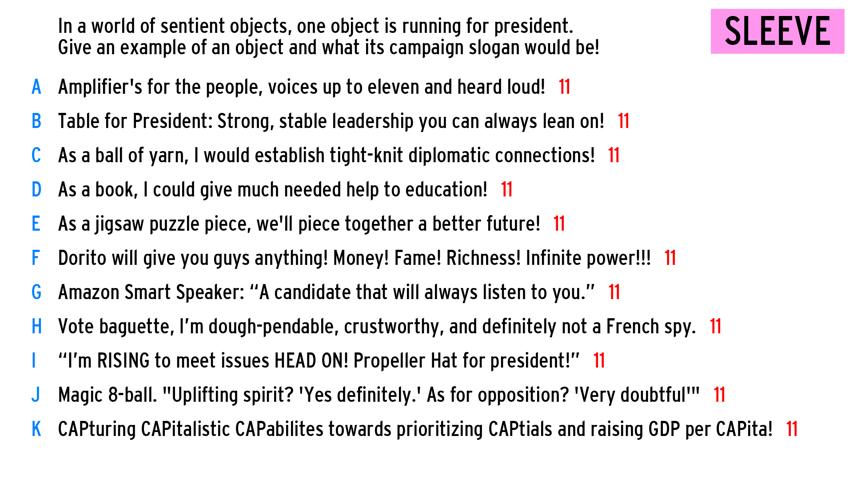 In a world of sentient objects, one object is running for president.
Give an example of an object and what its campaign slogan would be!
SLEEVE
A Amplifier's for the people, voices up to eleven and heard loud! 11
B Table for President: Strong, stable leadership you can always lean on! 11
C As a ball of yarn, I would establish tight-knit diplomatic connections! 11
D As a book, I could give much needed help to education! 11
E As a jigsaw puzzle piece, we'll piece together a better future! 11
F Dorito will give you guys anything! Money! Fame! Richness! Infinite power!!! 11
G Amazon Smart Speaker: “A candidate that will always listen to you.” 11
H Vote baguette, I’m dough-pendable, crustworthy, and definitely not a French spy. 11
I “I’m RISING to meet issues HEAD ON! Propeller Hat for president!” 11
J Magic 8-ball. "Uplifting spirit? 'Yes definitely.' As for opposition? 'Very doubtful'" 11
K CAPturing CAPitalistic CAPabilites towards prioritizing CAPtials and raising GDP per CAPita! 11